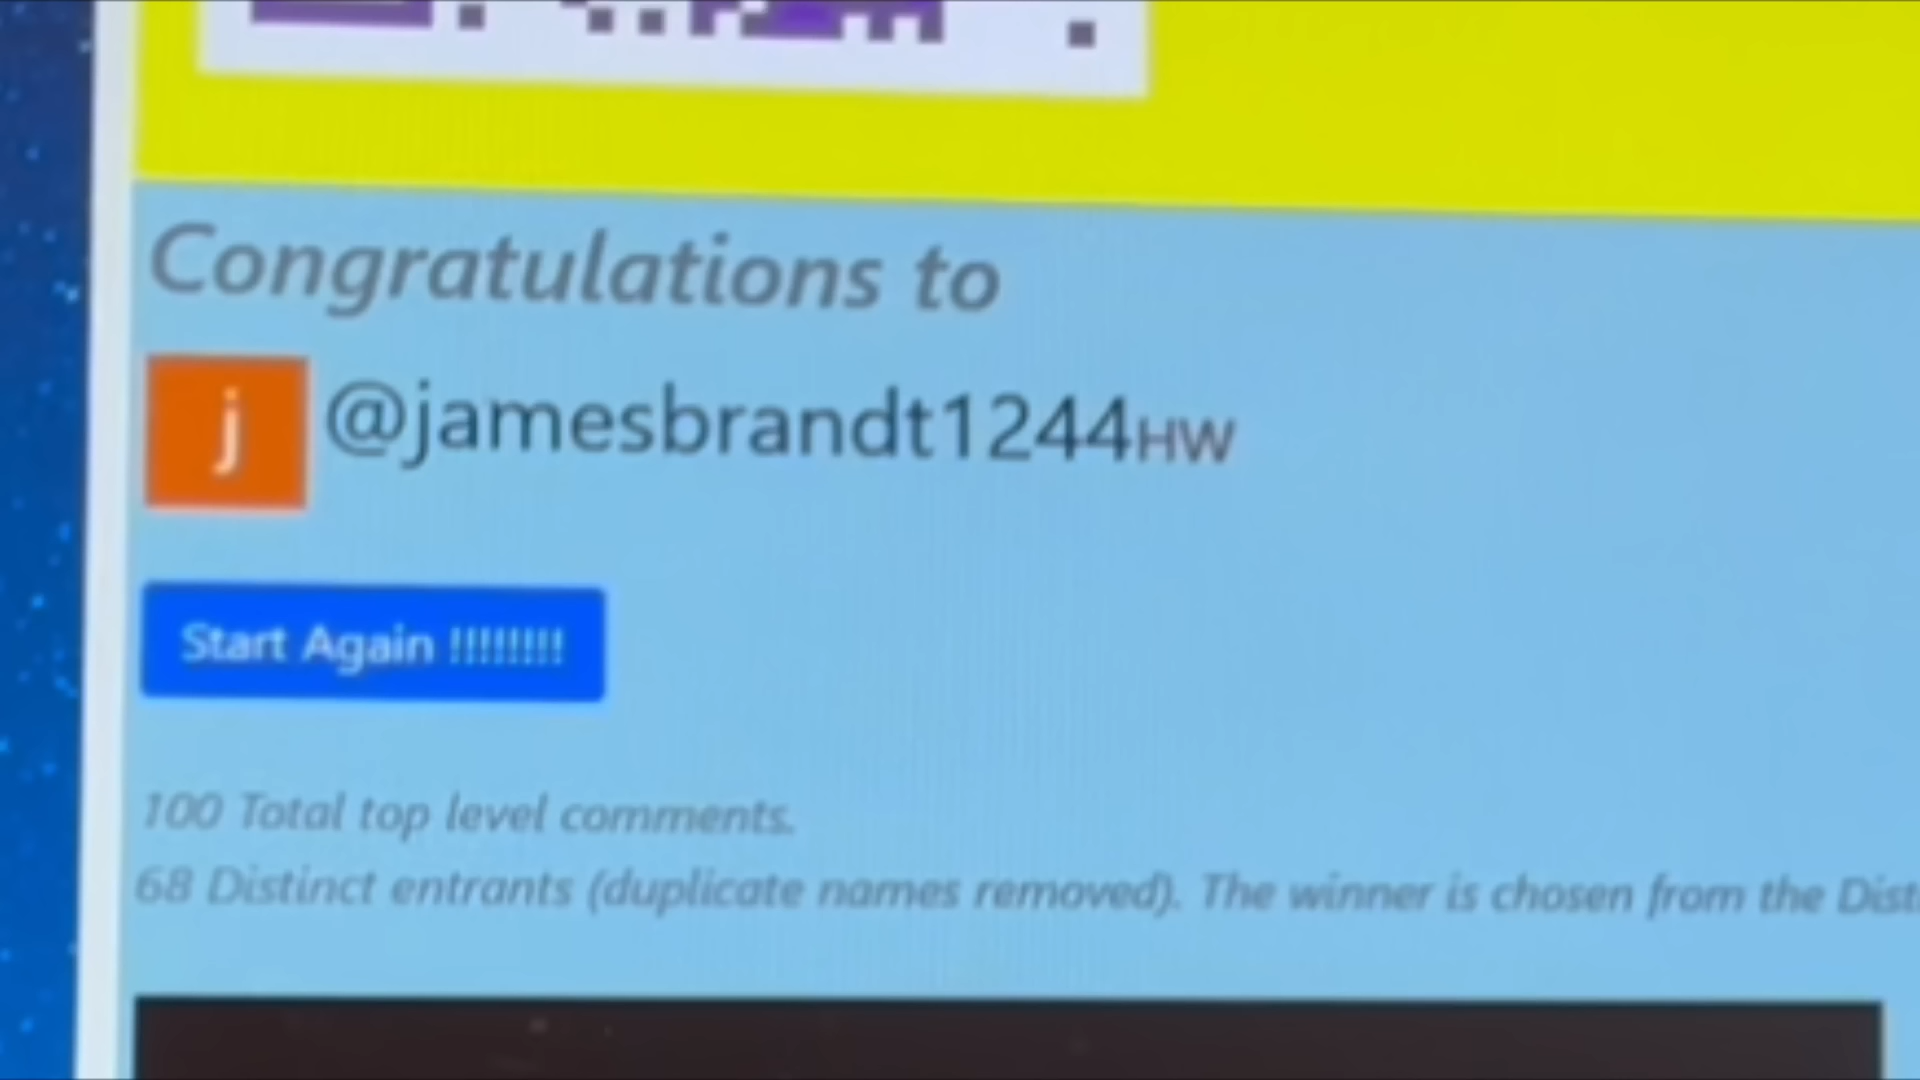 Congratulations to
j @jamesbrandt1244HW
Start Again !!!!!!!!
100 Total top level comments.
68 Distinct entrants (duplicate names removed). The winner is chosen from the Dist